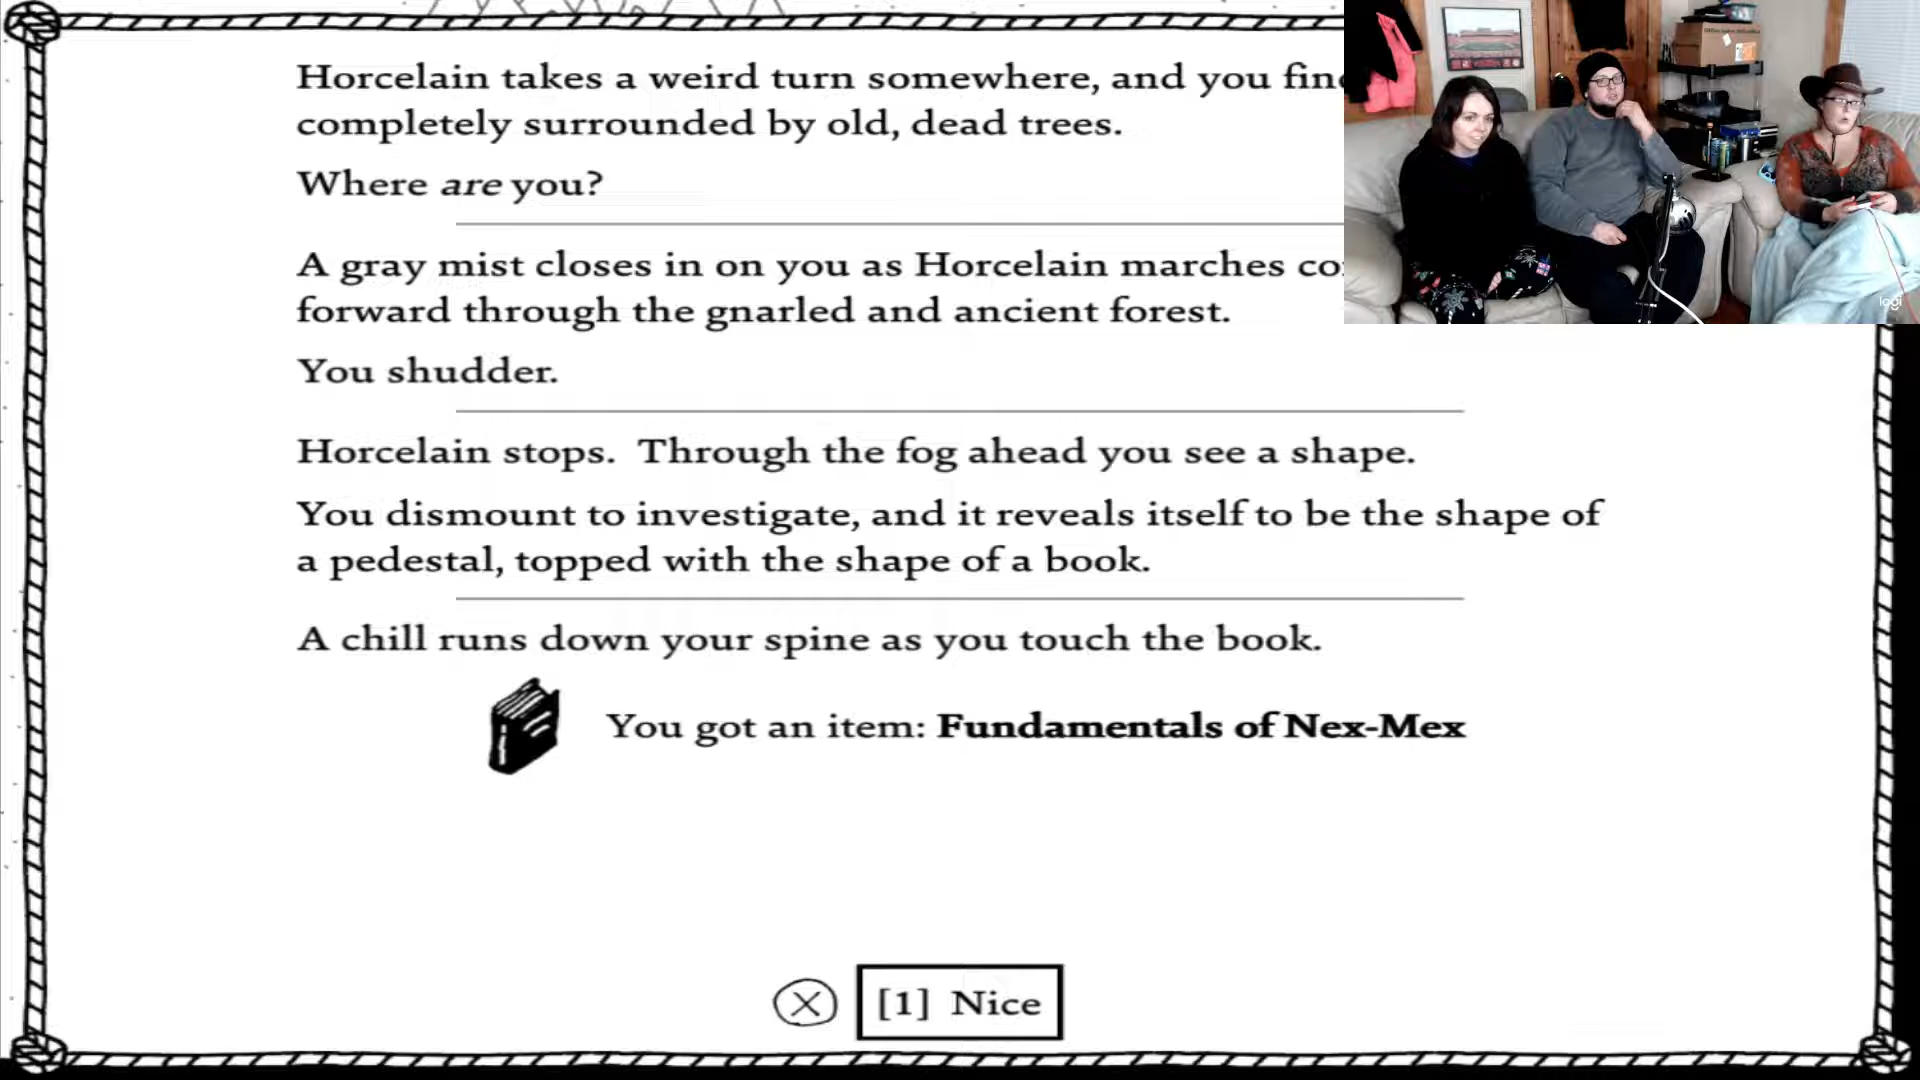 Horcelain takes a weird turn somewhere, and you
completely surrounded by old, dead trees.
Where are you?
A gray mist closes in on you as Horcelain marches
forward through the gnarled and ancient forest.
You shudder.
Horcelain stops. Through the fog ahead you see a shape.
You dismount to investigate, and it reveals itself to be the shape of
a pedestal, topped with the shape of a book.
A chill runs down your spine as you touch the book.
You got an item: Fundamentals of Nex-Mex
X [1] Nice
logi